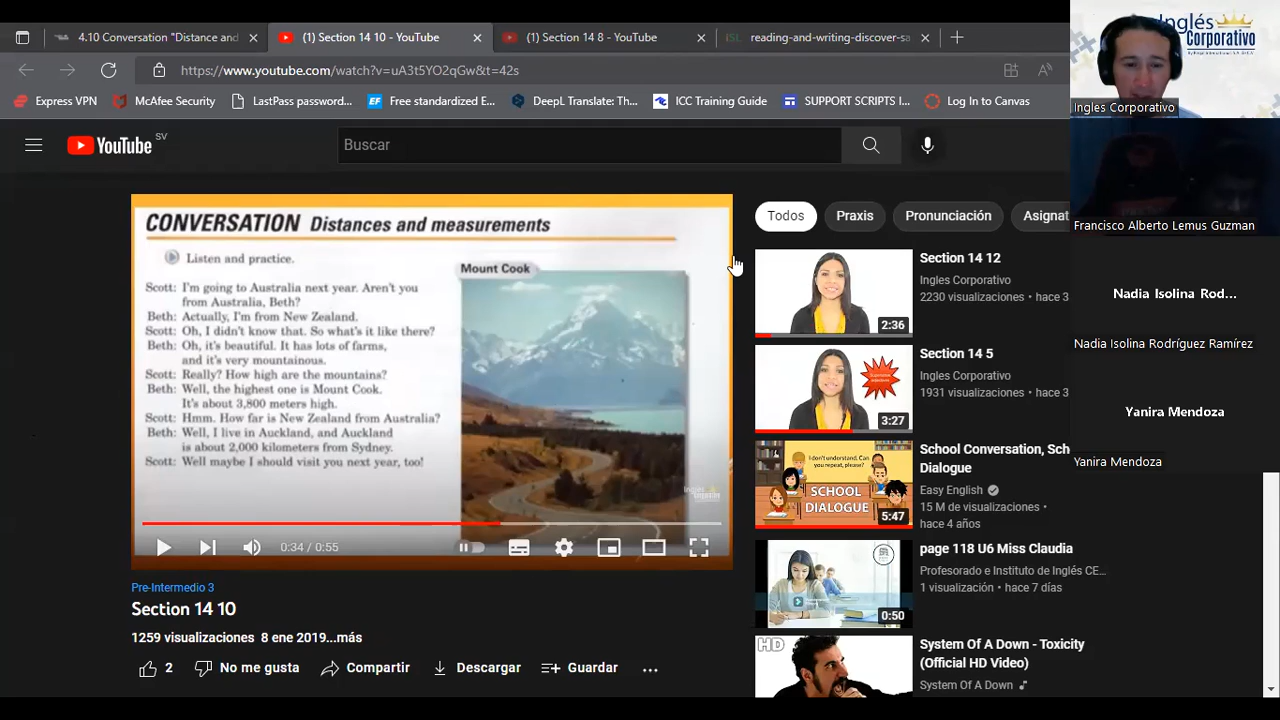 4.10 Conversation "Distance and
(1) Section 14 10 - YouTube
(1) Section 14 8 - YouTube
reading-and-writing-discover-sa
https://www.youtube.com/watch?v=uA3t5YO2qGw&t=42s
Express VPN
McAfee Security
LastPass password...
Free standardized E...
DeepL Translate: Th...
ICC Training Guide
SUPPORT SCRIPTS I...
Log In to Canvas
YouTube SV
Buscar
CONVERSATION Distances and measurements
Listen and practice.
Mount Cook
Scott: I'm going to Australia next year. Aren't you
from Australia, Beth?
Beth: Actually, I'm from New Zealand.
Scott: Oh, I didn't know that. So what's it like there?
Beth: Oh, it's beautiful. It has lots of farms,
and it's very mountainous.
Scott: Really? How high are the mountains?
Beth: Well, the highest one is Mount Cook.
It's about 3,800 meters high.
Scott: Hmm. How far is New Zealand from Australia?
Beth: Well, I live in Auckland, and Auckland
is about 2,000 kilometers from Sydney.
Scott: Well maybe I should visit you next year, too!
0:34 / 0:55
Pre-Intermedio 3
Section 14 10
1259 visualizaciones 8 ene 2019...más
2
No me gusta
Compartir
Descargar
Guardar
Todos
Praxis
Pronunciación
Asignat
Section 14 12
Ingles Corporativo
2230 visualizaciones • hace 3
2:36
Section 14 5
Ingles Corporativo
1931 visualizaciones • hace 3
3:27
I don't understand. Can
you repeat, please?
SCHOOL
DIALOGUE
5:47
School Conversation, Sch
Dialogue
Easy English
15 M de visualizaciones •
hace 4 años
page 118 U6 Miss Claudia
Profesorado e Instituto de Inglés CE...
1 visualización • hace 7 días
0:50
HD
System Of A Down - Toxicity
(Official HD Video)
System Of A Down
Inglés
Corporativo
Ingles Corporativo
Francisco Alberto Lemus Guzman
Nadia Isolina Rod...
Nadia Isolina Rodríguez Ramírez
Yanira Mendoza
Yanira Mendoza